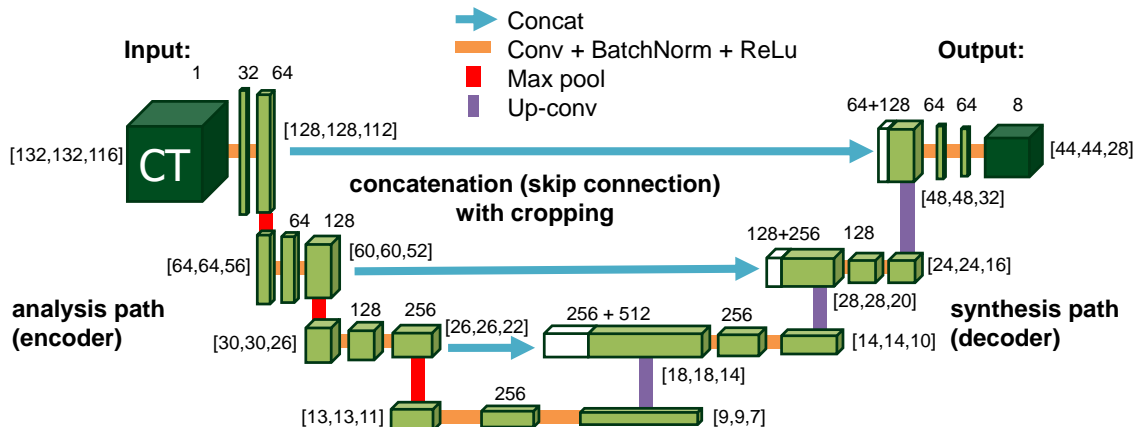 Concat
Conv + BatchNorm + ReLu
Max pool
Up-conv
Input:
Output:
1
32
64
CT
[132,132,116]
[128,128,112]
64+128
64
64
8
[44,44,28]
concatenation (skip connection)
with cropping
[48,48,32]
64
128
[64,64,56]
[60,60,52]
128+256
128
[24,24,16]
[28,28,20]
analysis path
(encoder)
synthesis path
(decoder)
128
256
[30,30,26]
[26,26,22]
256 + 512
256
[14,14,10]
[18,18,14]
[13,13,11]
256
[9,9,7]